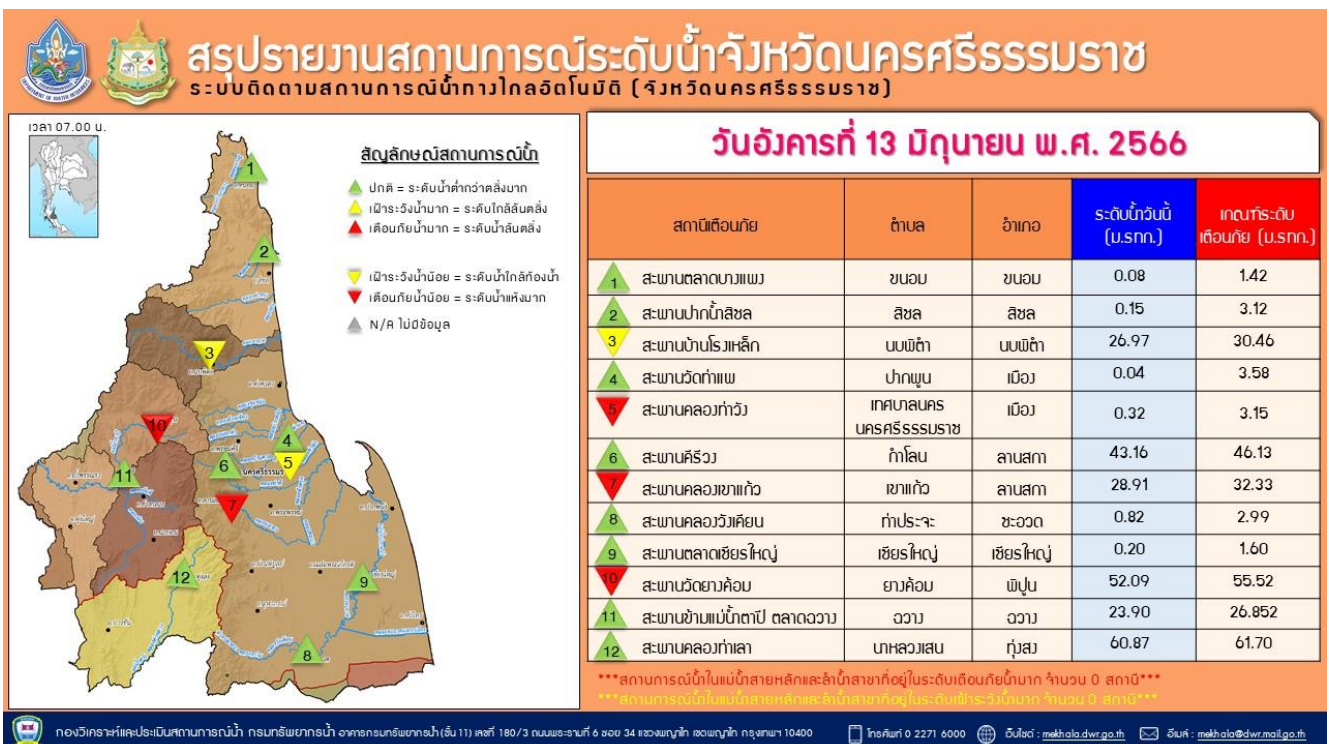 สรุปรายงานสถานการณ์ระดับน้ำจังหวัดนครศรีธรรมราช
ระบบติดตามสถานการณ์น้ำทางไกลอัตโนมัติ (จังหวัดนครศรีธรรมราช)
เวลา 07.00 น.
สัญลักษณ์สถานการณ์น้ำ
ปกติ = ระดับน้ำต่ำกว่าตลิ่งมาก
เฝ้าระวังน้ำมาก = ระดับใกล้ล้นตลิ่ง
เตือนภัยน้ำมาก = ระดับน้ำล้นตลิ่ง
เฝ้าระวังน้ำน้อย = ระดับน้ำใกล้ท้องน้ำ
เตือนภัยน้ำน้อย = ระดับน้ำแห้งมาก
N/A ไม่มีข้อมูล
1
2
3
10
4
5
6
11
7
12
9
8
วันอังคารที่ 13 มิถุนายน พ.ศ. 2566
สถานีเตือนภัย ตำบล อำเภอ ระดับน้ำวันนี้ (ม.รทก.) เกณฑ์ระดับเตือนภัย (ม.รทก.)
1 สะพานตลาดบางแพง ขนอม ขนอม 0.08 1.42
2 สะพานปากน้ำสิชล สิชล สิชล 0.15 3.12
3 สะพานบ้านโรงเหล็ก นบพิตำ นบพิตำ 26.97 30.46
4 สะพานวัดท่าแพ ปากพูน เมือง 0.04 3.58
5 สะพานคลองท่าวัง เทศบาลนครนครศรีธรรมราช เมือง 0.32 3.15
6 สะพานคีรีวง กำโลน ลานสกา 43.16 46.13
7 สะพานคลองเขาแก้ว เขาแก้ว ลานสกา 28.91 32.33
8 สะพานคลองวังเคียน ท่าประจะ ชะอวด 0.82 2.99
9 สะพานตลาดเชียรใหญ่ เชียรใหญ่ เชียรใหญ่ 0.20 1.60
10 สะพานวัดยางค้อม ยางค้อม พิปูน 52.09 55.52
11 สะพานข้ามแม่น้ำตาปี ตลาดฉวาง ฉวาง ฉวาง 23.90 26.852
12 สะพานคลองท่าเลา นาหลวงเสน ทุ่งสง 60.87 61.70
***สถานการณ์น้ำในแม่น้ำสายหลักและลำน้ำสาขาที่อยู่ในระดับเตือนภัยน้ำมาก จำนวน 0 สถานี***
***สถานการณ์น้ำในแม่น้ำสายหลักและลำน้ำสาขาที่อยู่ในระดับเฝ้าระวังน้ำมาก จำนวน 0 สถานี***
กองวิเคราะห์และประเมินสถานการณ์น้ำ กรมทรัพยากรน้ำ อาคารกรมทรัพยากรน้ำ (ชั้น 11) เลขที่ 180/3 ถนนพระรามที่ 6 ซอย 34 แขวงพญาไท เขตพญาไท กรุงเทพฯ 10400 โทรศัพท์ 0 2271 6000 เว็บไซต์ : mekhala.dwr.go.th อีเมล์ : mekhala@dwr.mail.go.th